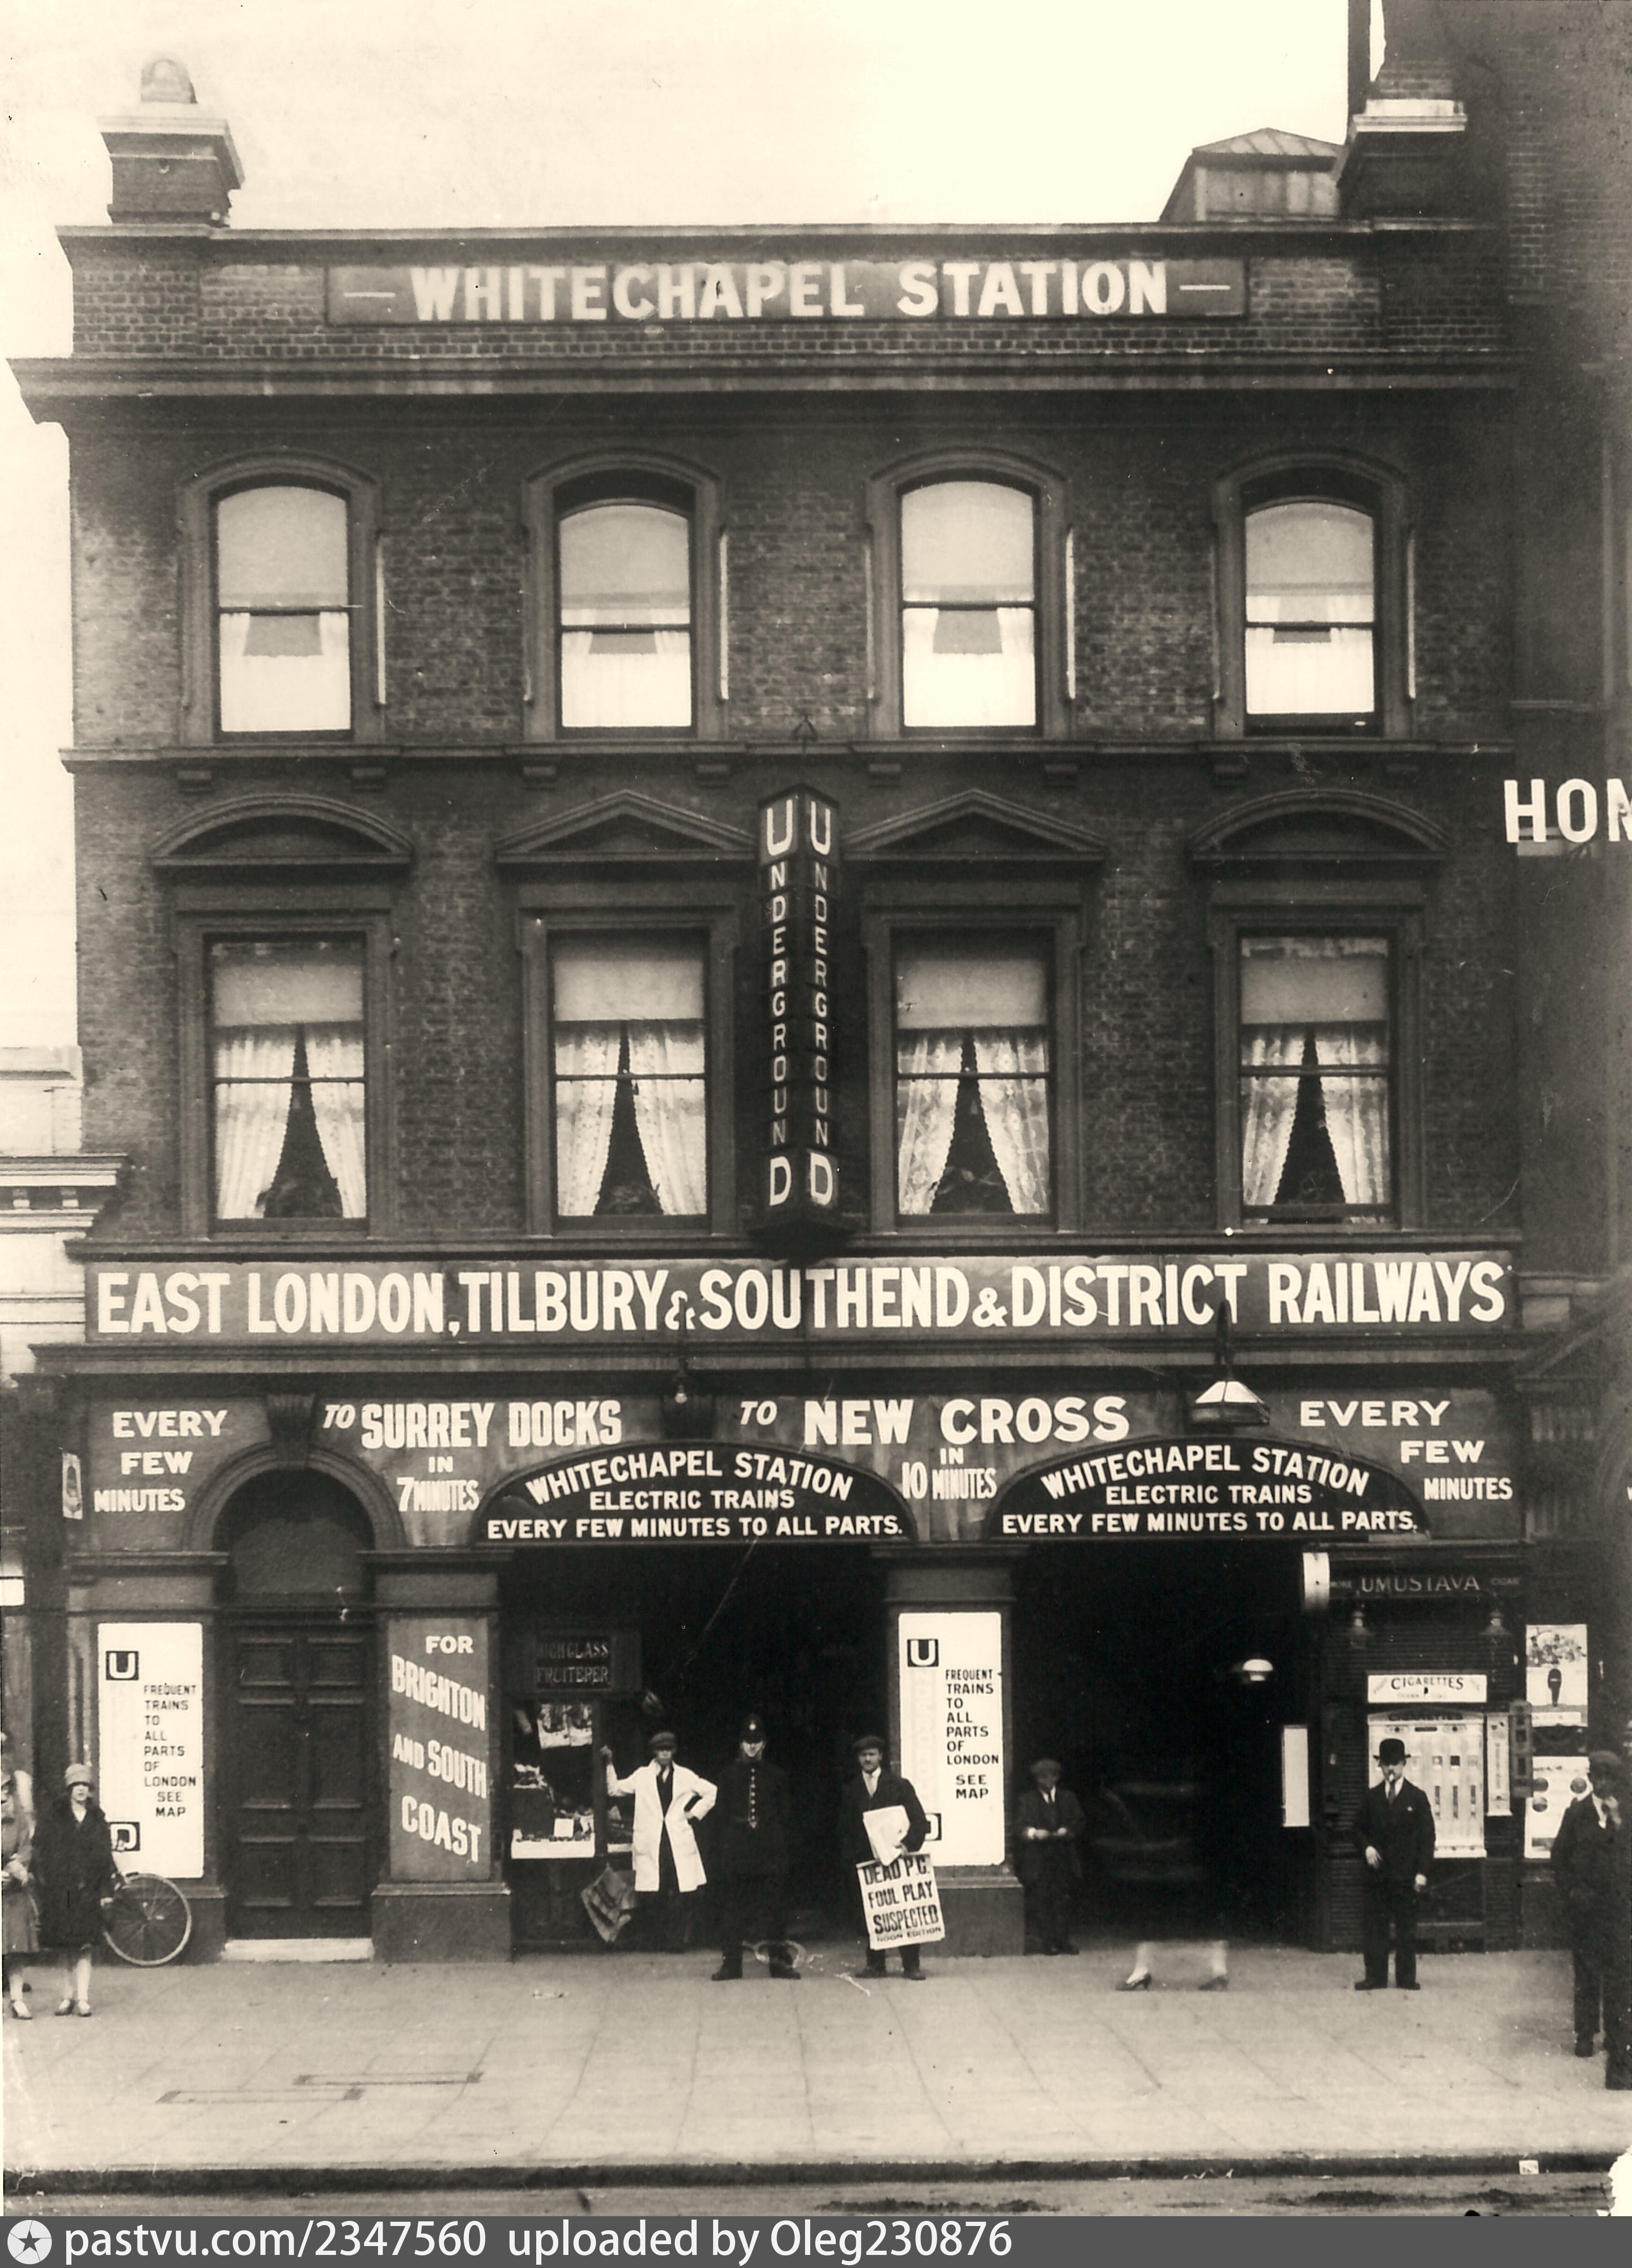 — WHITECHAPEL STATION —
UNDERGROUND
UNDERGROUND
HOM
EAST LONDON, TILBURY & SOUTHEND & DISTRICT RAILWAYS
EVERY
FEW
MINUTES
TO SURREY DOCKS
IN
7 MINUTES
TO NEW CROSS
IN
10 MINUTES
EVERY
FEW
MINUTES
WHITECHAPEL STATION
ELECTRIC TRAINS
EVERY FEW MINUTES TO ALL PARTS.
WHITECHAPEL STATION
ELECTRIC TRAINS
EVERY FEW MINUTES TO ALL PARTS.
UMUSTAVA
U
FREQUENT
TRAINS
TO
ALL
PARTS
OF
LONDON
SEE
MAP
D
FOR
BRIGHTON
AND SOUTH
COAST
HIGH CLASS
FRUITERER
U
FREQUENT
TRAINS
TO
ALL
PARTS
OF
LONDON
SEE
MAP
D
CIGARETTES
DEAD P.C.
FOUL PLAY
SUSPECTED
NOON EDITION
pastvu.com/2347560 uploaded by Oleg230876